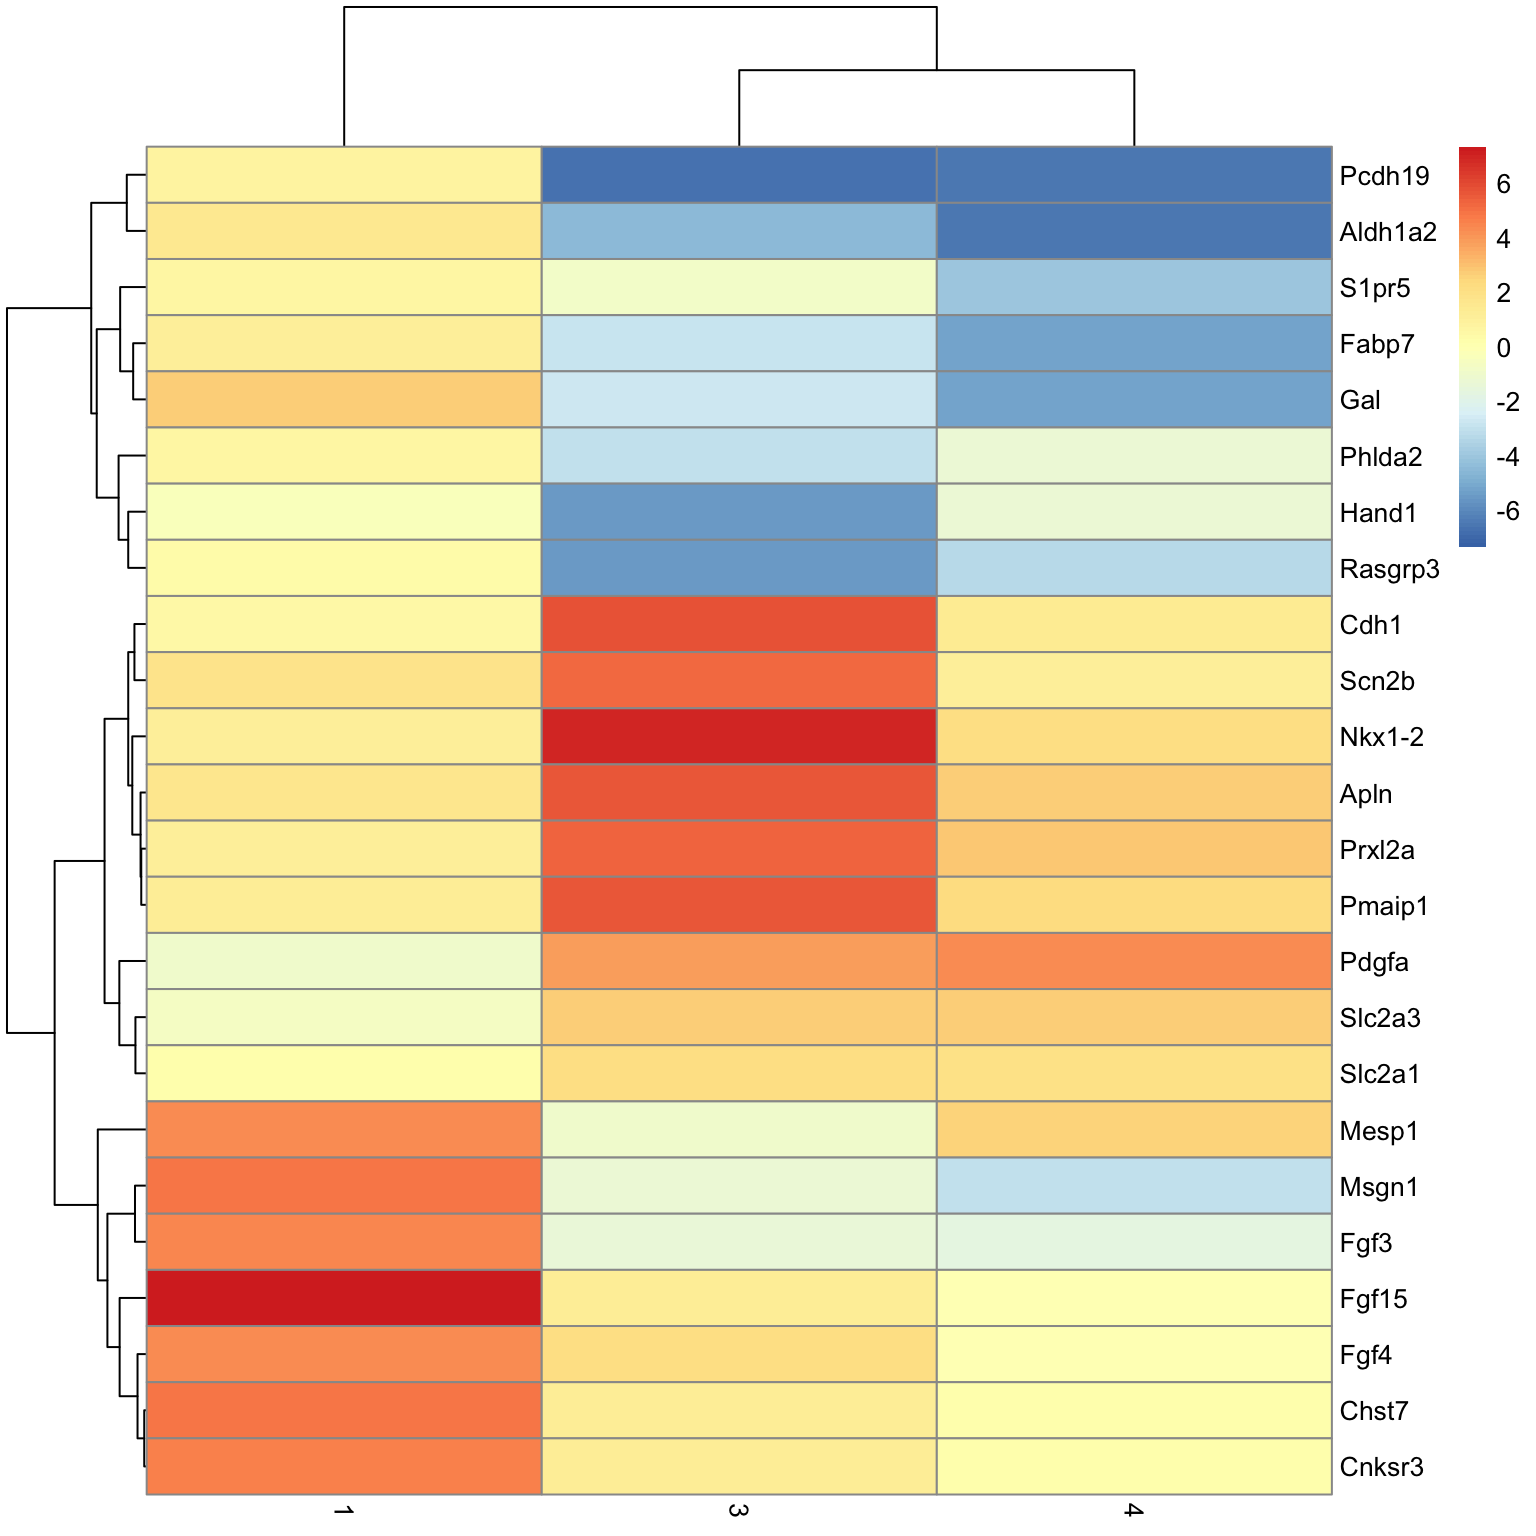 Pcdh19
Aldh1a2
S1pr5
Fabp7
Gal
Phlda2
Hand1
Rasgrp3
Cdh1
Scn2b
Nkx1-2
Apln
Prxl2a
Pmaip1
Pdgfa
Slc2a3
Slc2a1
Mesp1
Msgn1
Fgf3
Fgf15
Fgf4
Chst7
Cnksr3
6
4
2
0
-2
-4
-6
1
3
4